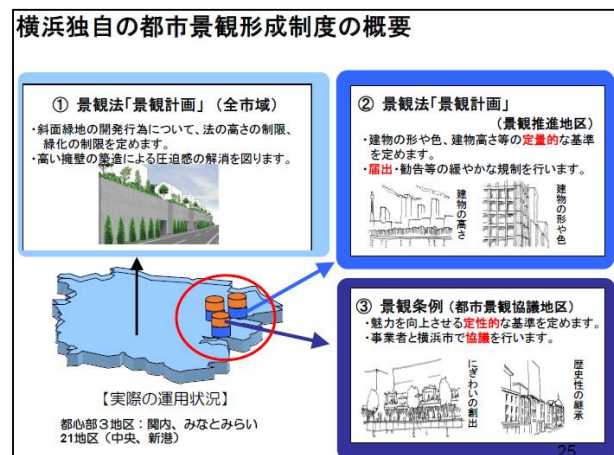 横浜独自の都市景観形成制度の概要
① 景観法「景観計画」（全市域）
・斜面緑地の開発行為について、法の高さの制限、
緑化の制限を定めます。
・高い擁壁の築造による圧迫感の解消を図ります。
② 景観法「景観計画」
（景観推進地区）
・建物の形や色、建物高さ等の定量的な基準
を定めます。
・届出・勧告等の緩やかな規制を行います。
建物の高さ
建物の形や色
③ 景観条例（都市景観協議地区）
・魅力を向上させる定性的な基準を定めます。
・事業者と横浜市で協議を行います。
にぎわいの創出
歴史性の継承
【実際の運用状況】
都心部３地区：関内、みなとみらい
21地区（中央、新港）
25